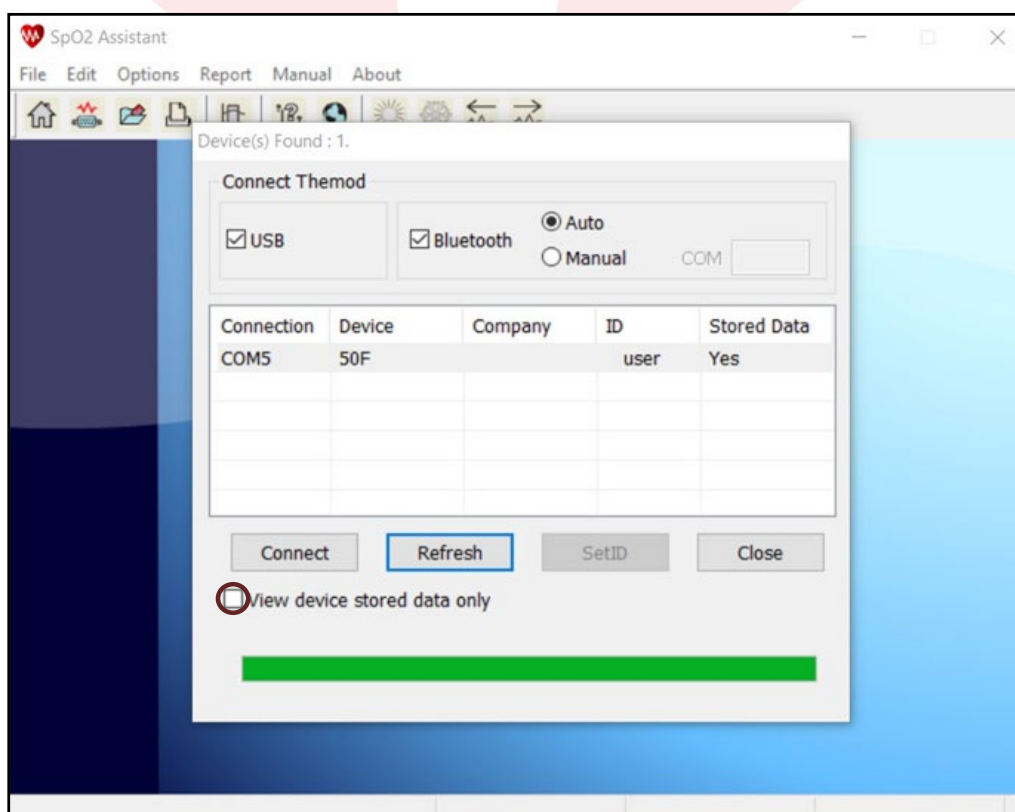 SpO2 Assistant
File Edit Options Report Manual About
Device(s) Found : 1.
Connect Themod
USB
Bluetooth
Auto
Manual
COM
Connection Device Company ID Stored Data
COM5 50F user Yes
Connect Refresh SetID Close
View device stored data only